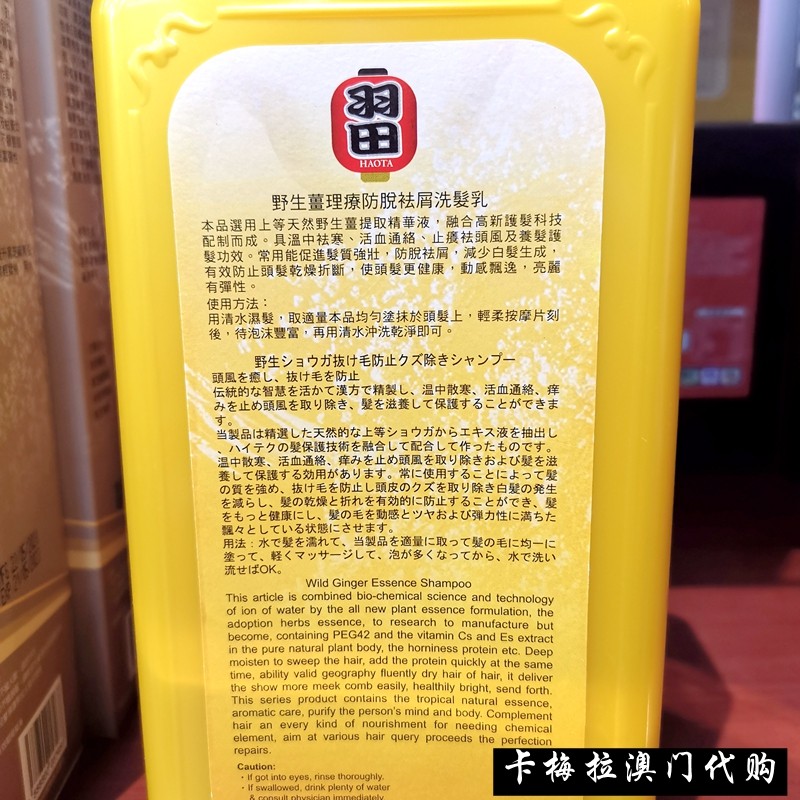 羽田
HAOTA
野生薑理療防脫祛屑洗髮乳
本品選用上等天然野生薑提取精華液，融合高新護髮科技
配制而成。具溫中祛寒、活血通絡、止癢祛頭風及養髮護
髮功效。常用能促進髮質強壯，防脫祛屑，減少白髮生成，
有效防止頭髮乾燥折斷，使頭髮更健康，動感飄逸，亮麗
有彈性。
使用方法：
用清水濕髮，取適量本品均勻塗抹於頭髮上，輕柔按摩片刻
後，待泡沫豐富，再用清水沖洗乾淨即可。
野生ショウガ抜け毛防止クズ除きシャンプー
頭風を癒し、抜け毛を防止
伝統的な智慧を活かて漢方で精製し、温中散寒、活血通絡、痒
みを止め頭風を取り除き、髪を滋養して保護することができま
す。
当製品は精選した天然的な上等ショウガからエキス液を抽出し
、ハイテクの髪保護技術を融合して配合して作ったものです。
温中散寒、活血通絡、痒みを止め頭風を取り除きおよび髪を滋
養して保護する効用があります。常に使用することによって髪
の質を強め、抜け毛を防止し頭皮のクズを取り除き白髪の発生
を減らし、髪の乾燥と折れを有効的に防止することができ、髪
をもっと健康にし、髪の毛を動感とツヤおよび弾力性に満ちた
飄々としている状態にさせます。
用法：水で髪を濡れて、当製品を適量に取って髪の毛に均一に
塗って、軽くマッサージして、泡が多くなってから、水で洗い
流せばOK。
Wild Ginger Essence Shampoo
This article is combined bio-chemical science and technology
of ion of water by the all new plant essence formulation, the
adoption herbs essence, to research to manufacture but
become, containing PEG42 and the vitamin Cs and Es extract
in the pure natural plant body, the horniness protein etc. Deep
moisten to sweep the hair, add the protein quickly at the same
time, ability valid geography fluently dry hair of hair, it deliver
the show more meek comb easily, healthily bright, send forth.
This series product contains the tropical natural essence,
aromatic care, purify the person's mind and body. Complement
hair an every kind of nourishment for needing chemical
element, aim at various hair query proceeds the perfection
repairs.
Caution:
· If got into eyes, rinse thoroughly.
· If swallowed, drink plenty of water
& consult physician immediately
卡梅拉澳门代购